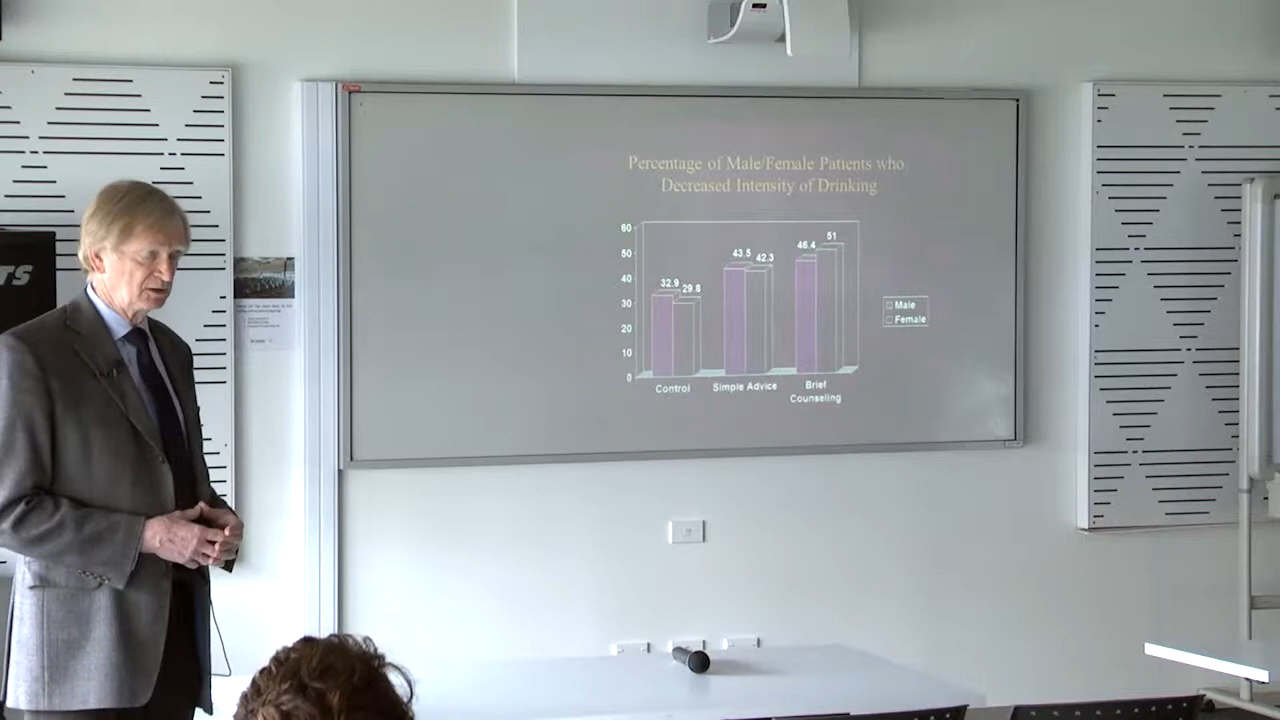 Percentage of Male/Female Patients who
Decreased Intensity of Drinking
60
50
40
30
20
10
0
32.9
29.8
43.5
42.3
46.4
51
Control
Simple Advice
Brief
Counseling
Male
Female
TS